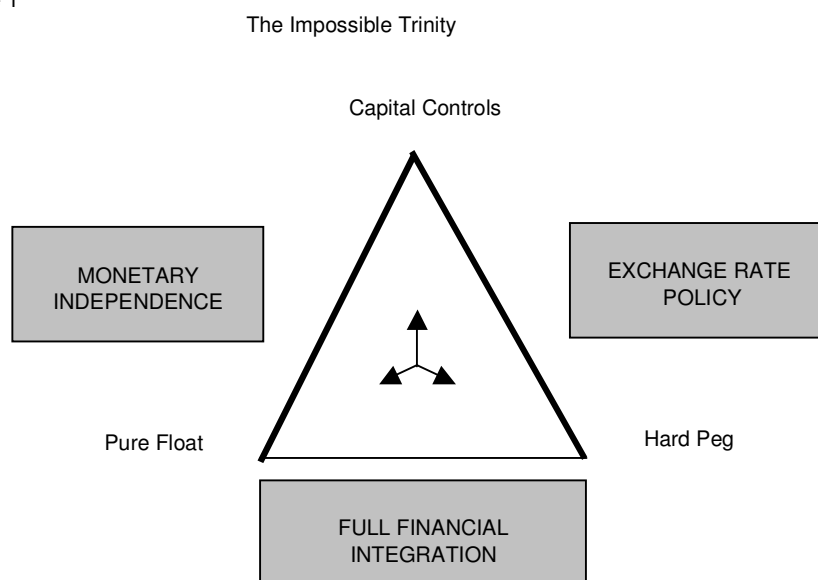 The Impossible Trinity
Capital Controls
MONETARY
INDEPENDENCE
EXCHANGE RATE
POLICY
Pure Float
Hard Peg
FULL FINANCIAL
INTEGRATION